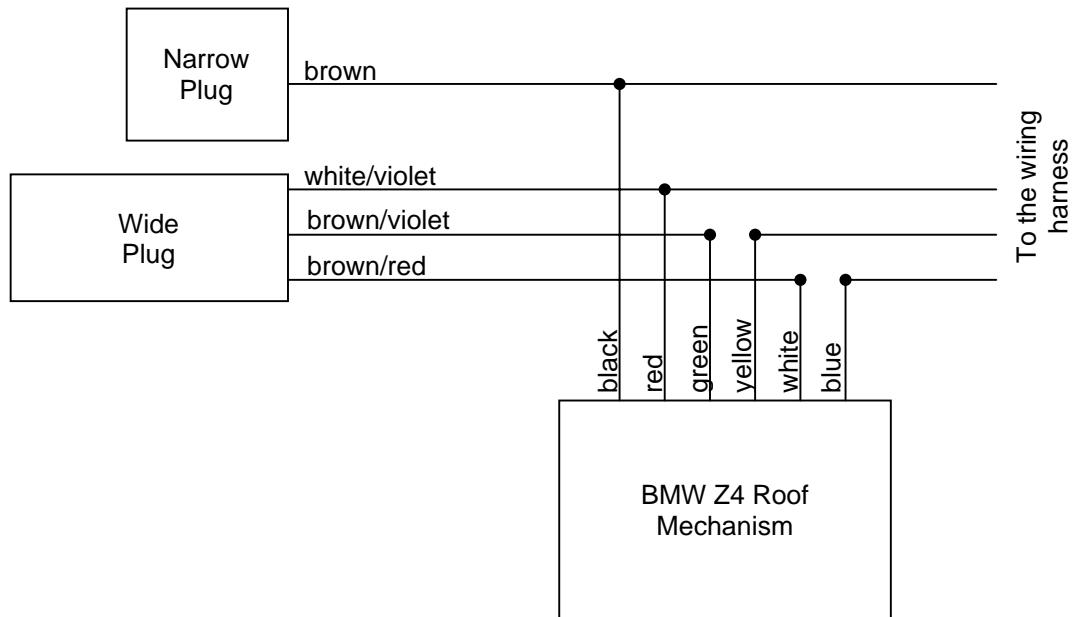 Narrow
Plug
brown
white/violet
Wide
Plug
brown/violet
brown/red
To the wiring
harness
black
red
green
yellow
white
blue
BMW Z4 Roof
Mechanism